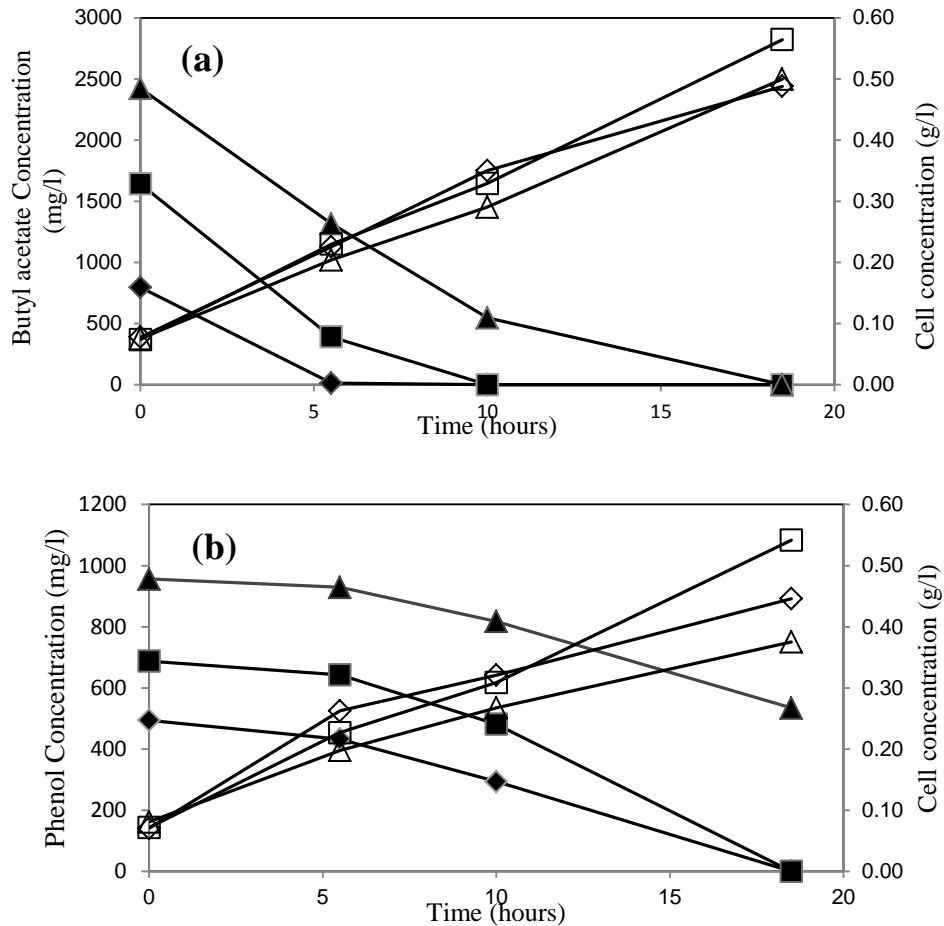 (a)
Butyl acetate Concentration
(mg/l)
3000
2500
2000
1500
1000
500
0
0.60
0.50
0.40
0.30
0.20
0.10
0.00
Cell concentration (g/l)
0 5 10 15 20
Time (hours)
(b)
Phenol Concentration (mg/l)
1200
1000
800
600
400
200
0
0.60
0.50
0.40
0.30
0.20
0.10
0.00
Cell concentration (g/l)
0 5 10 15 20
Time (hours)